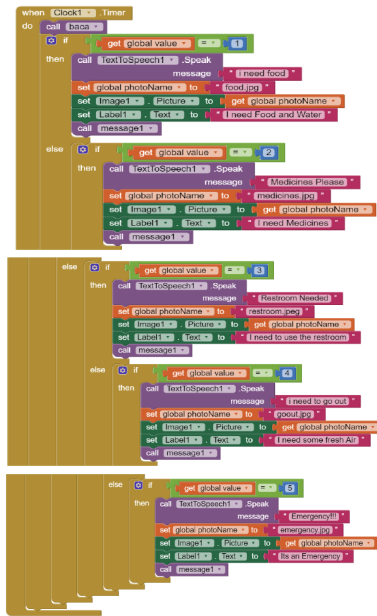 when Clock1 .Timer
do call baca
if get global value = 1
then call TextToSpeech1 .Speak
message " i need food "
set global photoName to " food.jpg "
set Image1 . Picture to get global photoName
set Label1 . Text to " I need Food and Water "
call message1
else if get global value = 2
then call TextToSpeech1 .Speak
message " Medicines Please "
set global photoName to " medicines.jpg "
set Image1 . Picture to get global photoName
set Label1 . Text to " I need Medicines "
call message1
else if get global value = 3
then call TextToSpeech1 .Speak
message " Restroom Needed "
set global photoName to " restroom.jpeg "
set Image1 . Picture to get global photoName
set Label1 . Text to " I need to use the restroom "
call message1
else if get global value = 4
then call TextToSpeech1 .Speak
message " i need to go out "
set global photoName to " goout.jpg "
set Image1 . Picture to get global photoName
set Label1 . Text to " I need some fresh Air "
call message1
else if get global value = 5
then call TextToSpeech1 .Speak
message " Emergency!!! "
set global photoName to " emergency.jpg "
set Image1 . Picture to get global photoName
set Label1 . Text to " Its an Emergency "
call message1